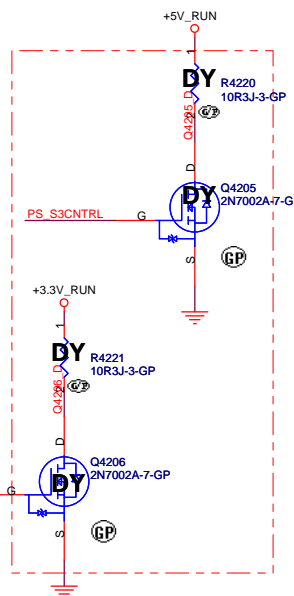 +5V_RUN
1
DY
R4220
10R3J-3-GP
Q4205_D
2
G/P
D
DY
Q4205
2N7002A-7-G
PS_S3CNTRL
G
S
GP
+3.3V_RUN
1
DY
R4221
10R3J-3-GP
Q4206_D
2
G/P
D
Q4206
2N7002A-7-GP
DY
G
S
GP